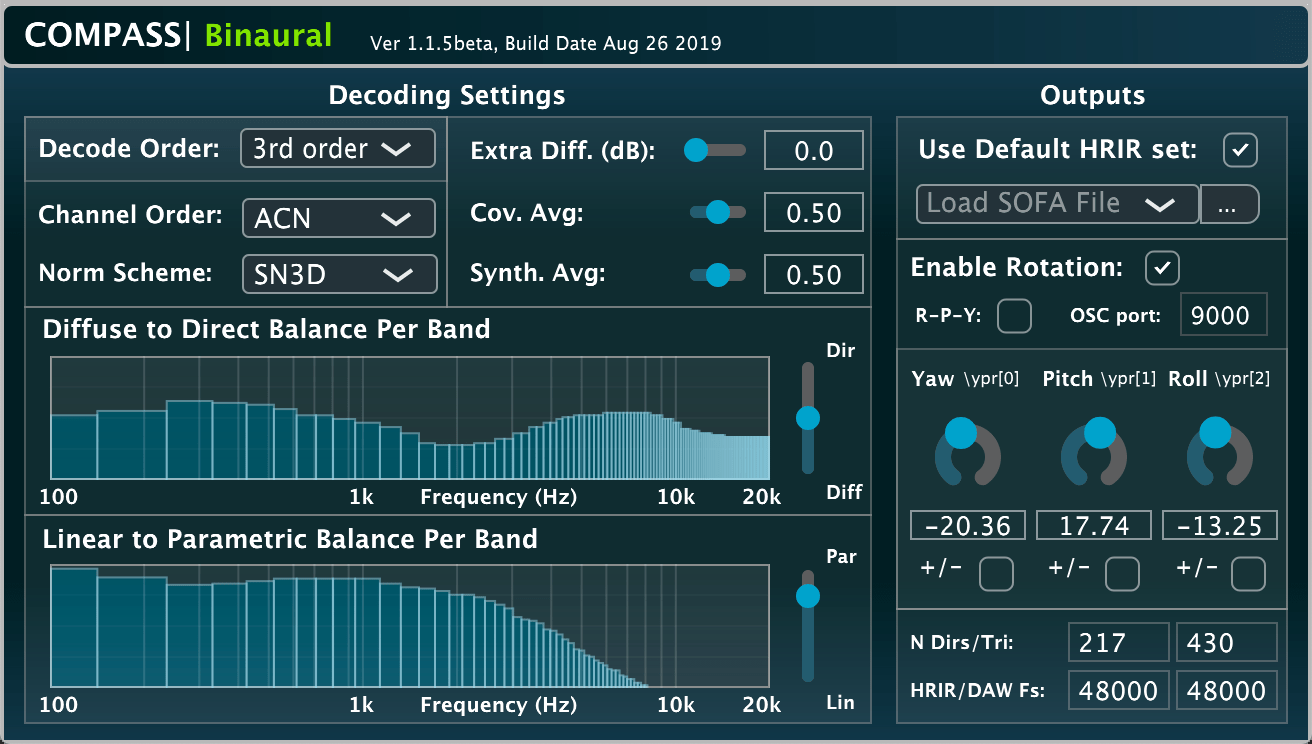 COMPASS| Binaural Ver 1.1.5beta, Build Date Aug 26 2019
Decoding Settings
Decode Order: 3rd order
Channel Order: ACN
Norm Scheme: SN3D
Extra Diff. (dB): 0.0
Cov. Avg: 0.50
Synth. Avg: 0.50
Diffuse to Direct Balance Per Band
Dir
Diff
100 1k Frequency (Hz) 10k 20k
Linear to Parametric Balance Per Band
Par
Lin
100 1k Frequency (Hz) 10k 20k
Outputs
Use Default HRIR set:
Load SOFA File ...
Enable Rotation:
R-P-Y: OSC port: 9000
Yaw \ypr[0] Pitch \ypr[1] Roll \ypr[2]
-20.36 17.74 -13.25
+/- +/- +/-
N Dirs/Tri: 217 430
HRIR/DAW Fs: 48000 48000